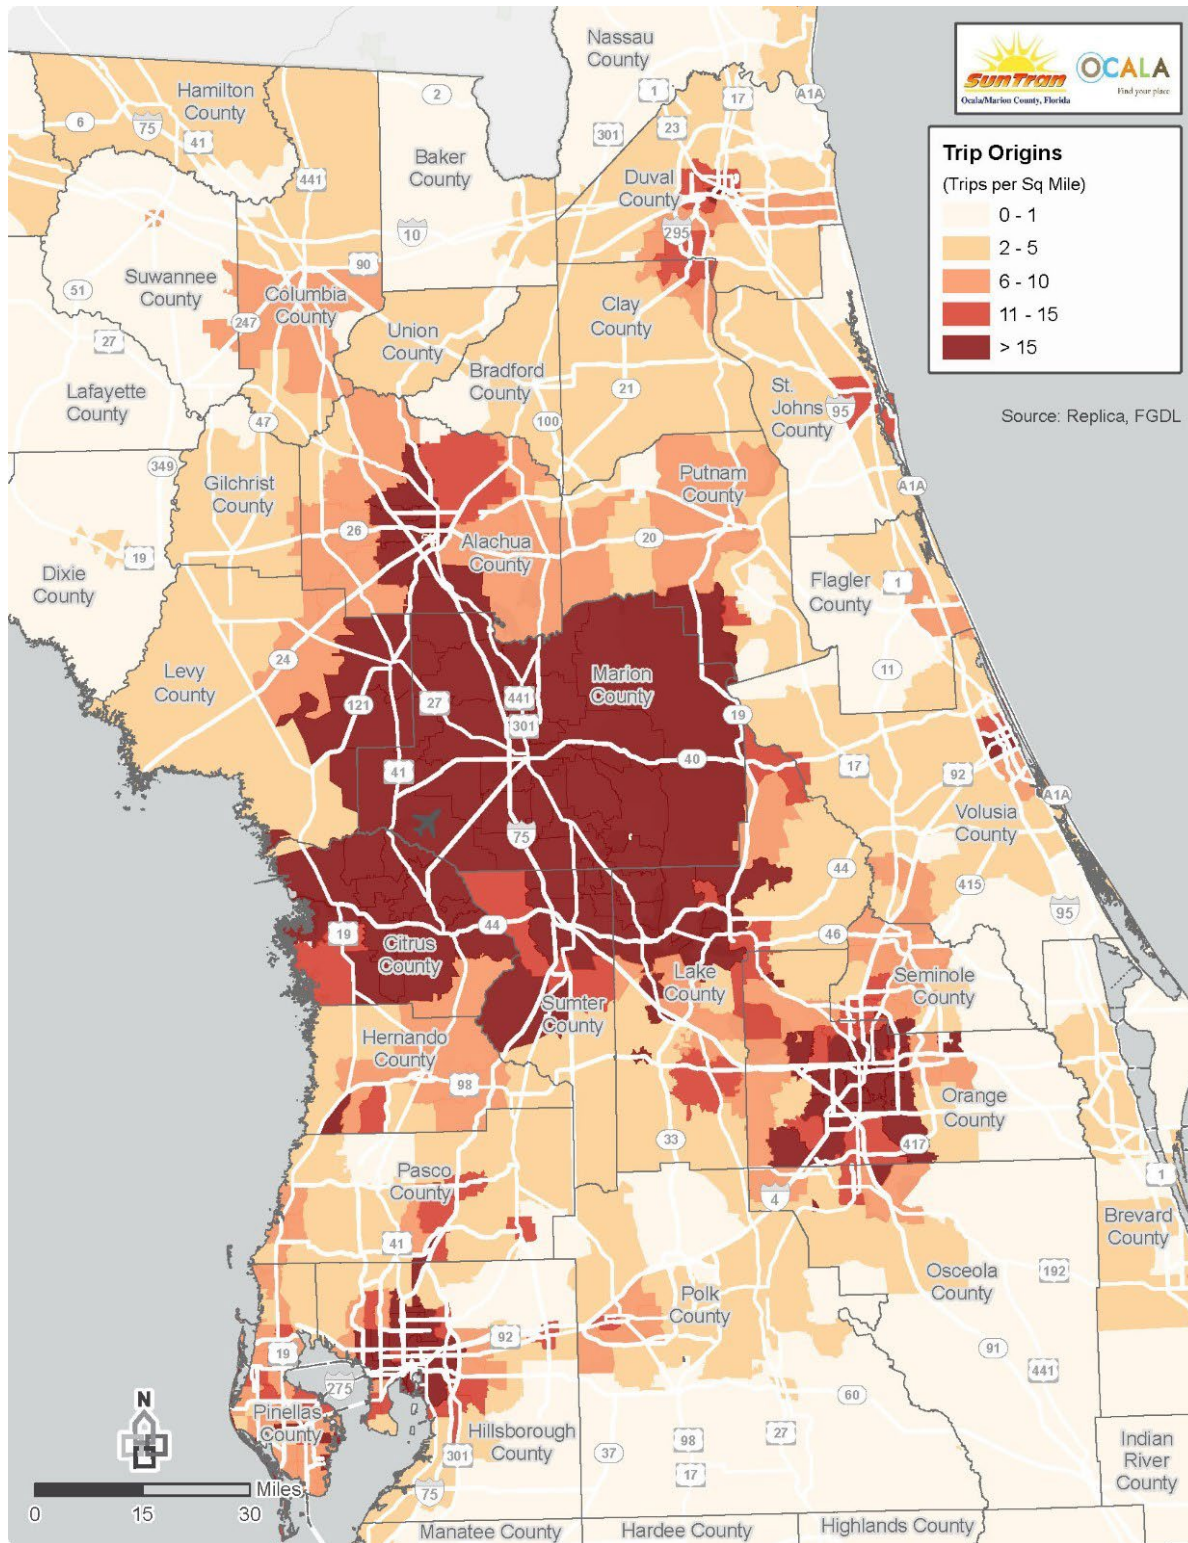 Nassau
County
SunTran
Ocala/Marion County, Florida
OCALA
Find your place
Trip Origins
(Trips per Sq Mile)
0 - 1
2 - 5
6 - 10
11 - 15
> 15
Source: Replica, FGDL
Hamilton
County
6
75
41
441
2
Baker
County
1
17
A1A
301
23
Duval
County
295
10
90
Suwannee
County
51
27
247
Columbia
County
Union
County
Clay
County
Bradford
County
21
100
St.
Johns
County
95
Lafayette
County
47
349
Gilchrist
County
Putnam
County
A1A
26
Alachua
County
20
19
Dixie
County
Flagler
County
1
11
Levy
County
24
121
27
441
301
Marion
County
19
41
40
17
92
A1A
Volusia
County
75
44
415
95
19
Citrus
County
44
46
Lake
County
Seminole
County
Sumter
County
Hernando
County
98
Orange
County
417
33
Pasco
County
4
1
Brevard
County
41
Osceola
County
192
Polk
County
19
92
91
441
275
60
Pinellas
County
Hillsborough
County
301
37
98
27
17
75
Indian
River
County
N
Miles
0
15
30
Manatee County
Hardee County
Highlands County